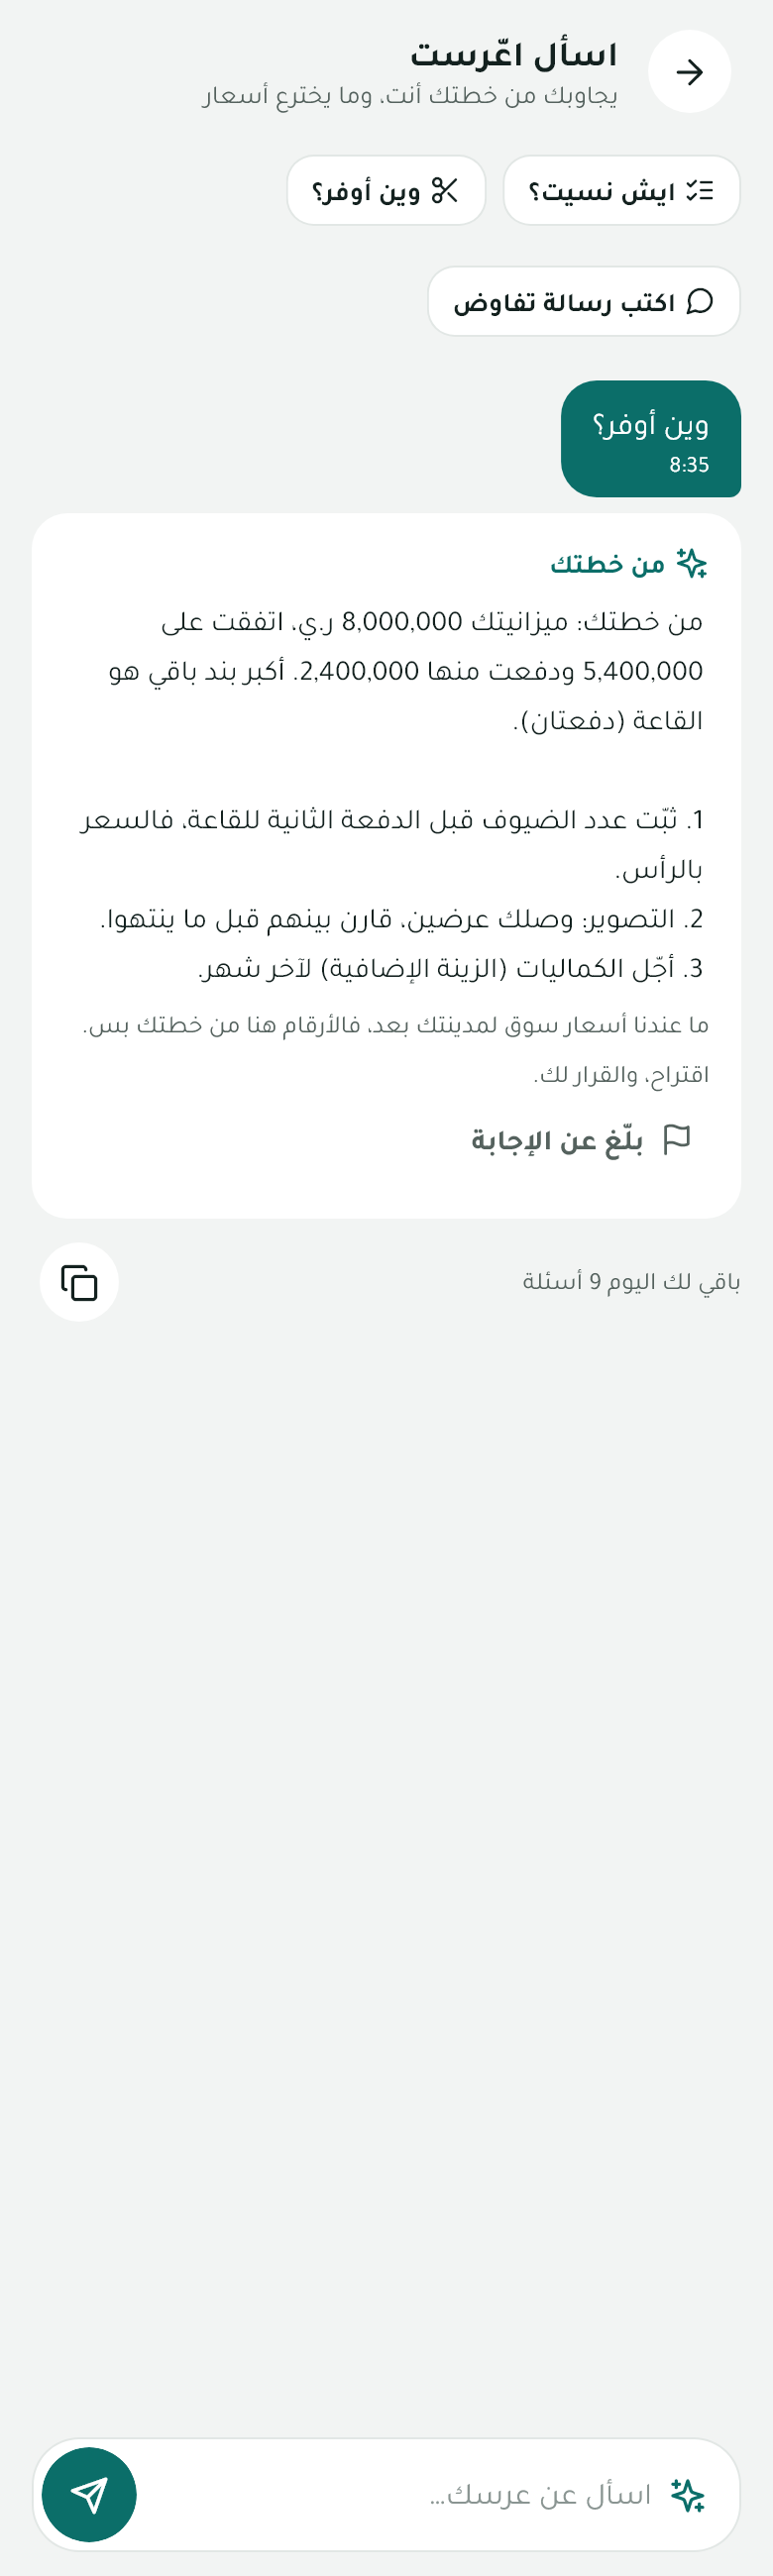 اسأل اعّرست
يجاوبك من خطتك أنت، وما يخترع أسعار
ايش نسيت؟
وين أوفر؟
اكتب رسالة تفاوض
وين أوفر؟
8:35
من خطتك
من خطتك: ميزانيتك 8,000,000 ر.ي، اتفقت على
5,400,000 ودفعت منها 2,400,000. أكبر بند باقي هو
القاعة (دفعتان).
1. ثبّت عدد الضيوف قبل الدفعة الثانية للقاعة، فالسعر
بالرأس.
2. التصوير: وصلك عرضين، قارن بينهم قبل ما ينتهوا.
3. أجّل الكماليات (الزينة الإضافية) لآخر شهر.
ما عندنا أسعار سوق لمدينتك بعد، فالأرقام هنا من خطتك بس.
اقتراح، والقرار لك.
بلّغ عن الإجابة
باقي لك اليوم 9 أسئلة
اسأل عن عرسك...